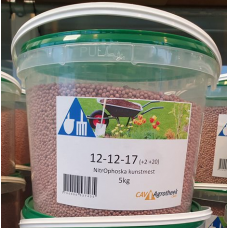 12-12-17 (+2 +20)
NitrOphoska kunstmest
5kg
CAV Agrotheek